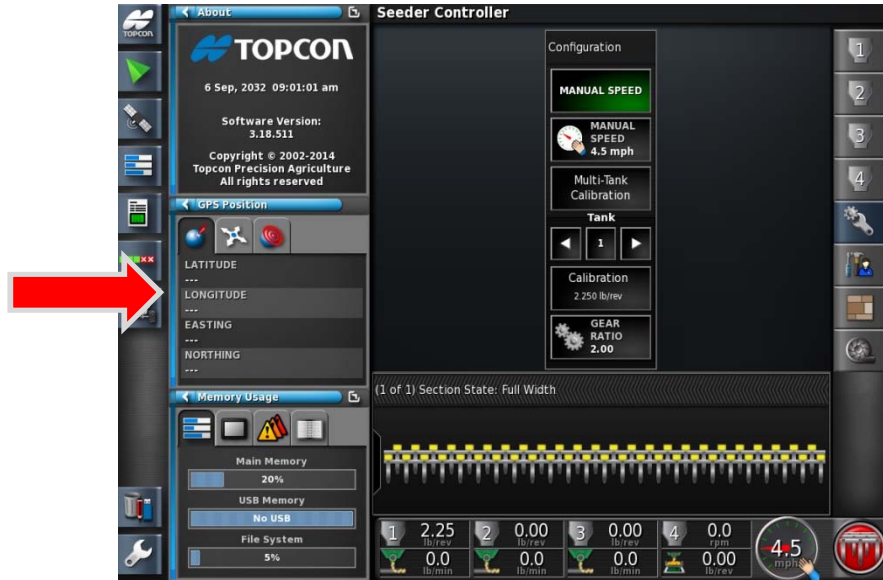 TOPCON
About
TOPCON
6 Sep, 2032 09:01:01 am
Software Version:
3.18.511
Copyright © 2002-2014
Topcon Precision Agriculture
All rights reserved
GPS Position
LATITUDE
---
LONGITUDE
---
EASTING
---
NORTHING
---
Memory Usage
Main Memory
20%
USB Memory
No USB
File System
5%
Seeder Controller
Configuration
MANUAL SPEED
MANUAL
SPEED
4.5 mph
Multi-Tank
Calibration
Tank
1
Calibration
2.250 lb/rev
GEAR
RATIO
2.00
(1 of 1) Section State: Full Width
1 2.25 lb/rev 2 0.00 lb/rev 3 0.00 lb/rev 4 0.0 rpm
0.0 lb/min 0.0 lb/min 0.0 lb/min 0.00 lb/rev
4.5
mph
1
2
3
4